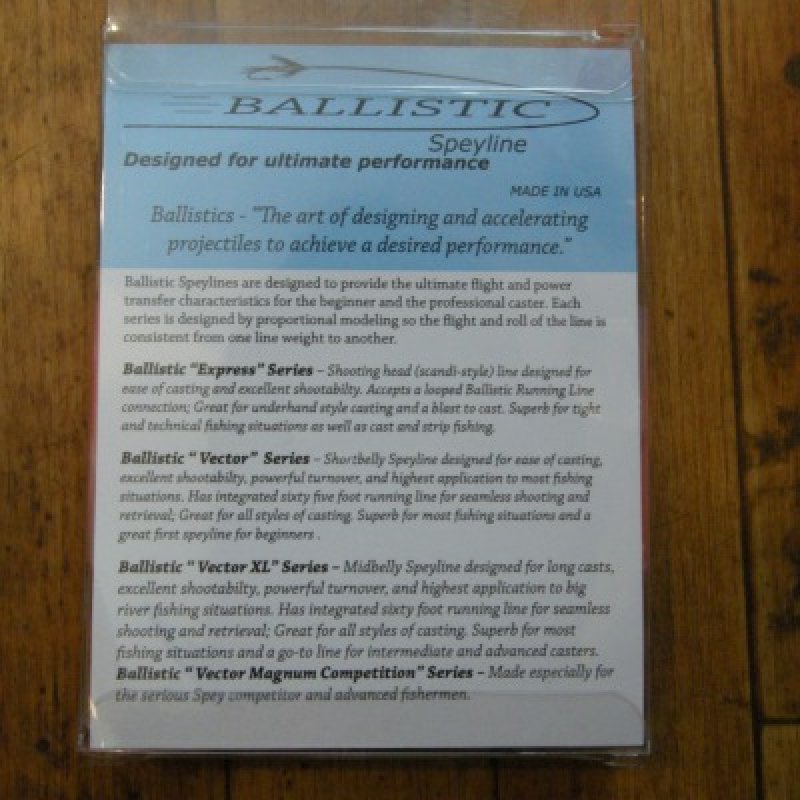 BALLISTIC
Speyline
Designed for ultimate performance
MADE IN USA
Ballistics - "The art of designing and accelerating
projectiles to achieve a desired performance."
Ballistic Speylines are designed to provide the ultimate flight and power
transfer characteristics for the beginner and the professional caster. Each
series is designed by proportional modeling so the flight and roll of the line is
consistent from one line weight to another.
Ballistic "Express" Series – Shooting head (scandi-style) line designed for
ease of casting and excellent shootabilty. Accepts a looped Ballistic Running Line
connection; Great for underhand style casting and a blast to cast. Superb for tight
and technical fishing situations as well as cast and strip fishing.
Ballistic " Vector" Series – Shortbelly Speyline designed for ease of casting,
excellent shootabilty, powerful turnover, and highest application to most fishing
situations. Has integrated sixty five foot running line for seamless shooting and
retrieval; Great for all styles of casting. Superb for most fishing situations and a
great first speyline for beginners .
Ballistic " Vector XL" Series – Midbelly Speyline designed for long casts,
excellent shootabilty, powerful turnover, and highest application to big
river fishing situations. Has integrated sixty foot running line for seamless
shooting and retrieval; Great for all styles of casting. Superb for most
fishing situations and a go-to line for intermediate and advanced casters.
Ballistic " Vector Magnum Competition" Series – Made especially for
the serious Spey competitor and advanced fishermen.